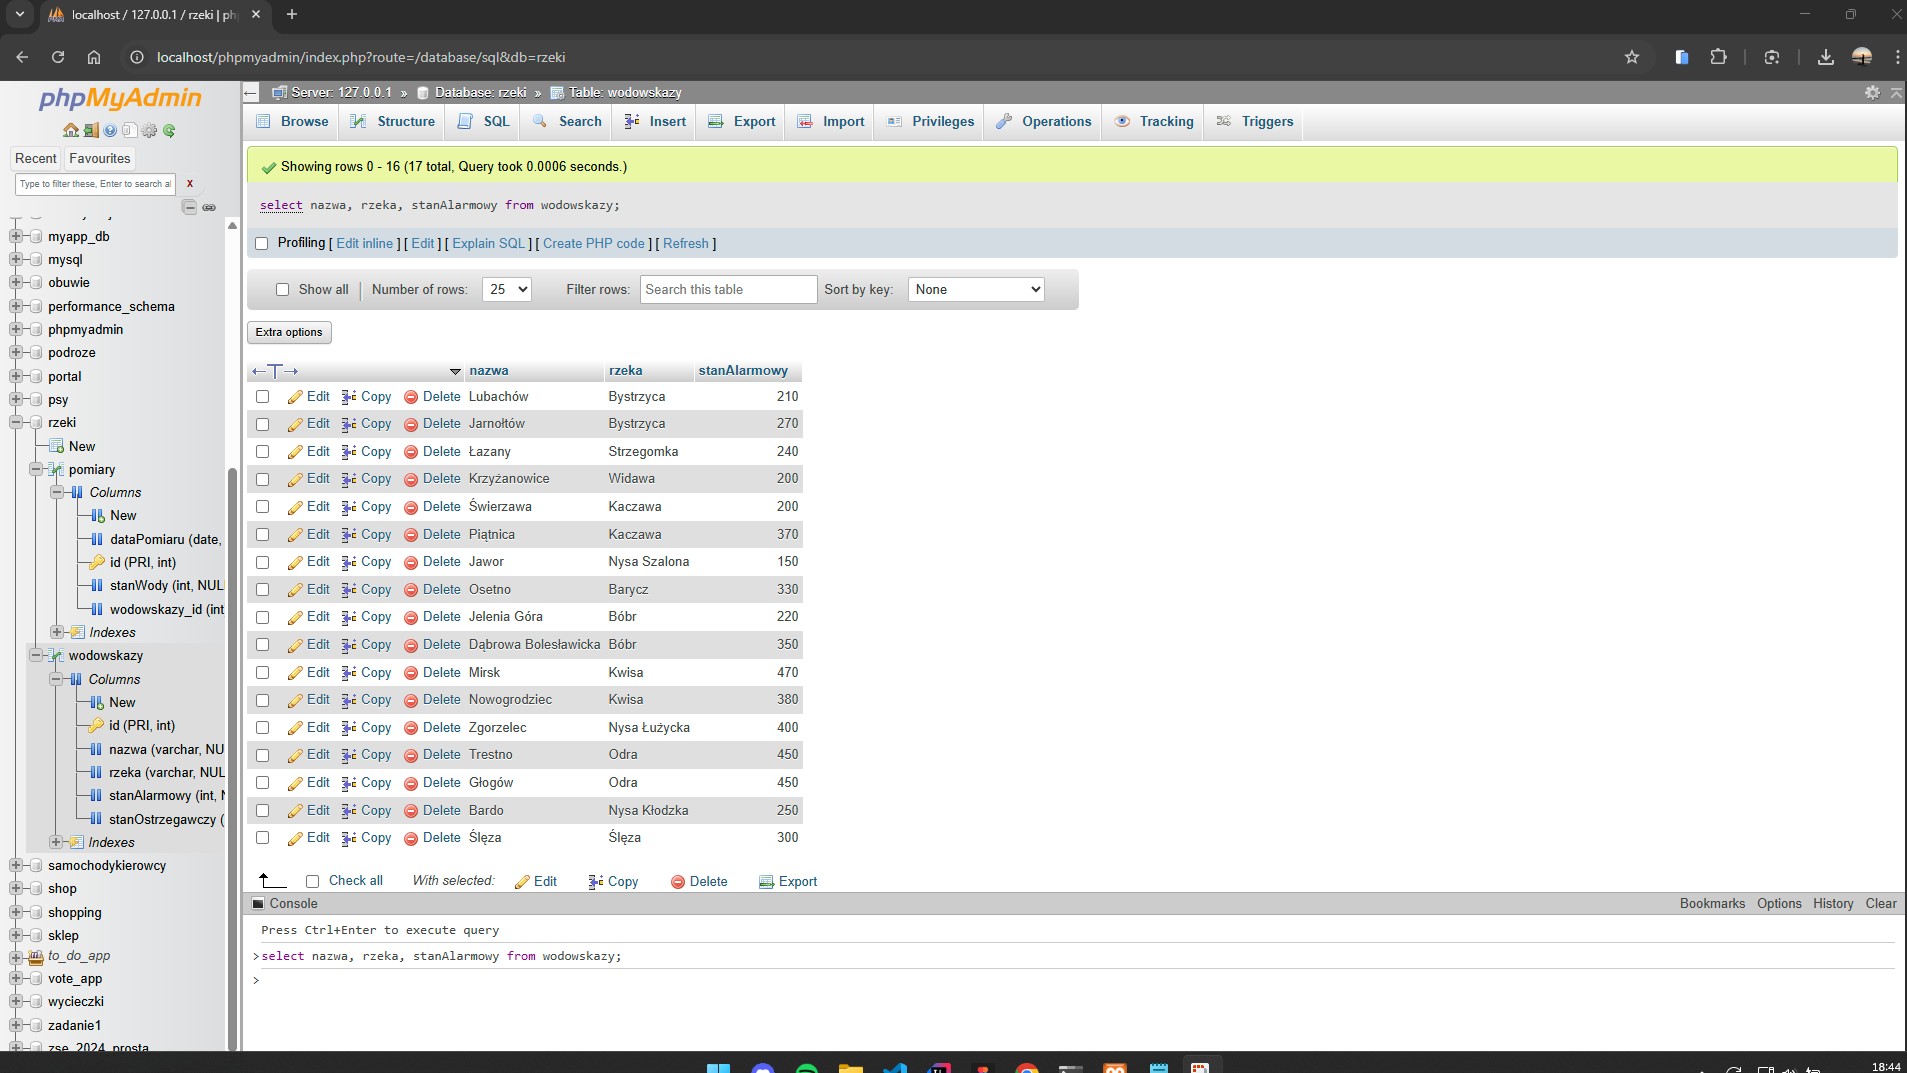 localhost / 127.0.0.1 / rzeki | ph
localhost/phpmyadmin/index.php?route=/database/sql&db=rzeki
phpMyAdmin
Recent
Favourites
Type to filter these, Enter to search al
x
myapp_db
mysql
obuwie
performance_schema
phpmyadmin
podroze
portal
psy
rzeki
New
pomiary
Columns
New
dataPomiaru (date,
id (PRI, int)
stanWody (int, NUL
wodowskazy_id (int
Indexes
wodowskazy
Columns
New
id (PRI, int)
nazwa (varchar, NU
rzeka (varchar, NUL
stanAlarmowy (int, N
stanOstrzegawczy (
Indexes
samochodykierowcy
shop
shopping
sklep
to_do_app
vote_app
wycieczki
zadanie1
zse_2024_prosta
Server: 127.0.0.1 » Database: rzeki » Table: wodowskazy
Browse Structure SQL Search Insert Export Import Privileges Operations Tracking Triggers
Showing rows 0 - 16 (17 total, Query took 0.0006 seconds.)
select nazwa, rzeka, stanAlarmowy from wodowskazy;
Profiling [ Edit inline ] [ Edit ] [ Explain SQL ] [ Create PHP code ] [ Refresh ]
Show all Number of rows: 25 Filter rows: Search this table Sort by key: None
Extra options
nazwa rzeka stanAlarmowy
Edit Copy Delete Lubachów Bystrzyca 210
Edit Copy Delete Jarnołtów Bystrzyca 270
Edit Copy Delete Łazany Strzegomka 240
Edit Copy Delete Krzyżanowice Widawa 200
Edit Copy Delete Świerzawa Kaczawa 200
Edit Copy Delete Piątnica Kaczawa 370
Edit Copy Delete Jawor Nysa Szalona 150
Edit Copy Delete Osetno Barycz 330
Edit Copy Delete Jelenia Góra Bóbr 220
Edit Copy Delete Dąbrowa Bolesławicka Bóbr 350
Edit Copy Delete Mirsk Kwisa 470
Edit Copy Delete Nowogrodziec Kwisa 380
Edit Copy Delete Zgorzelec Nysa Łużycka 400
Edit Copy Delete Trestno Odra 450
Edit Copy Delete Głogów Odra 450
Edit Copy Delete Bardo Nysa Kłodzka 250
Edit Copy Delete Ślęza Ślęza 300
Check all With selected: Edit Copy Delete Export
Console Bookmarks Options History Clear
Press Ctrl+Enter to execute query
>select nazwa, rzeka, stanAlarmowy from wodowskazy;
>
18:44